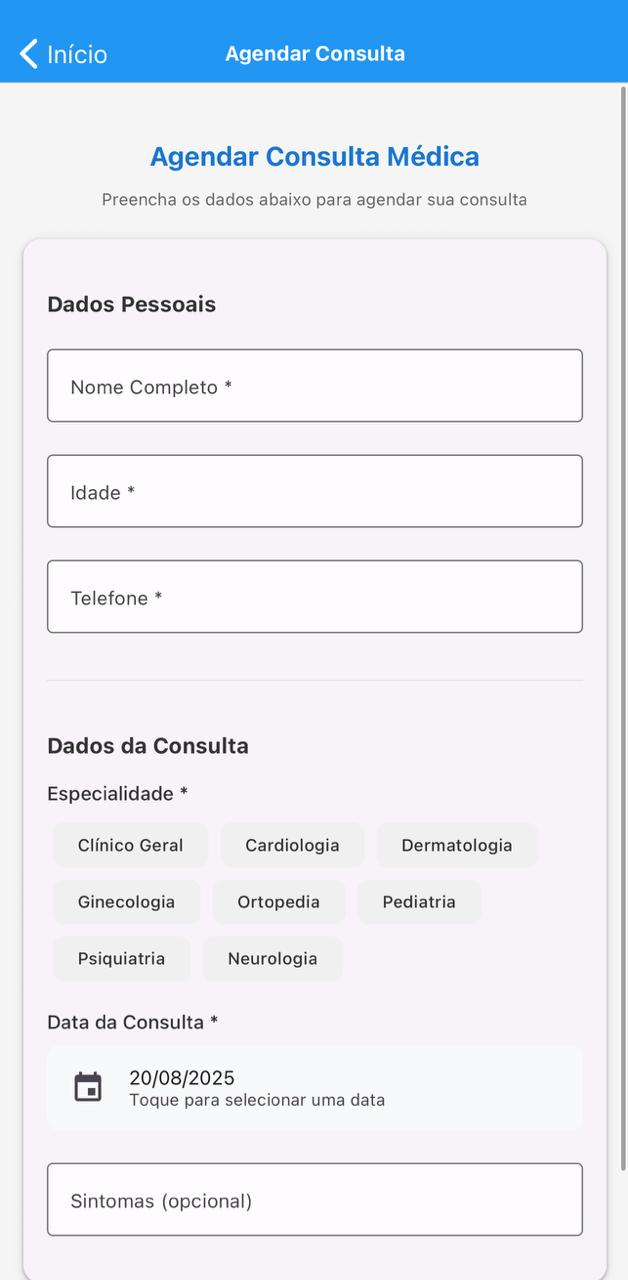 Início
Agendar Consulta
Agendar Consulta Médica
Preencha os dados abaixo para agendar sua consulta
Dados Pessoais
Nome Completo *
Idade *
Telefone *
Dados da Consulta
Especialidade *
Clínico Geral
Cardiologia
Dermatologia
Ginecologia
Ortopedia
Pediatria
Psiquiatria
Neurologia
Data da Consulta *
20/08/2025
Toque para selecionar uma data
Sintomas (opcional)